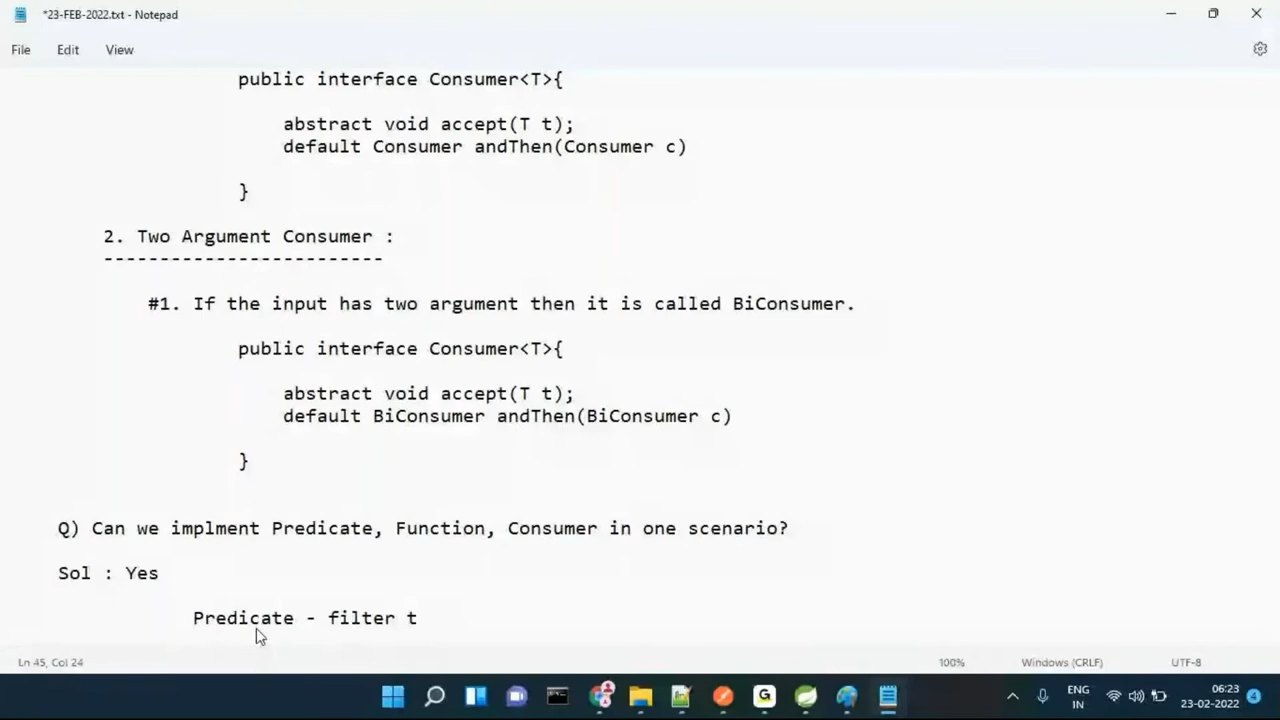 *23-FEB-2022.txt - Notepad
File Edit View
public interface Consumer<T>{
abstract void accept(T t);
default Consumer andThen(Consumer c)
}
2. Two Argument Consumer :
-------------------------
#1. If the input has two argument then it is called BiConsumer.
public interface Consumer<T>{
abstract void accept(T t);
default BiConsumer andThen(BiConsumer c)
}
Q) Can we implment Predicate, Function, Consumer in one scenario?
Sol : Yes
Predicate - filter t
Ln 45, Col 24 100% Windows (CRLF) UTF-8
ENG
IN
06:23
23-02-2022
4
G